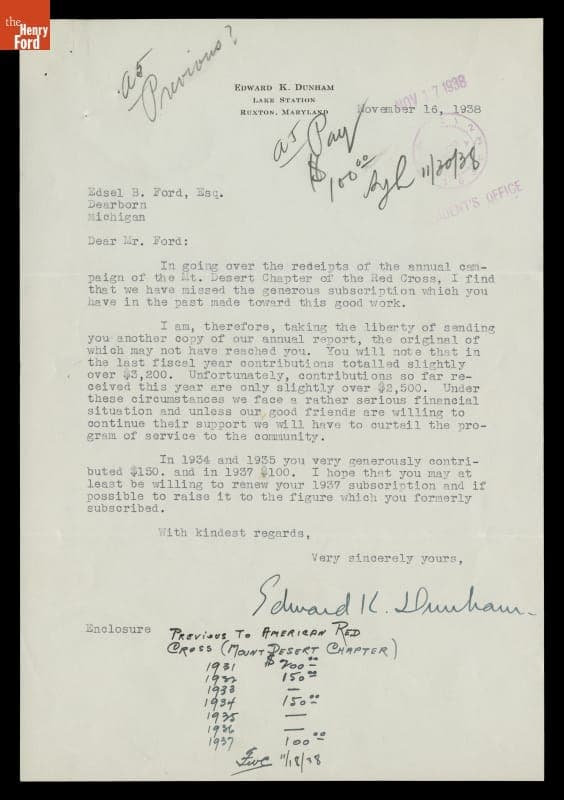 the
Henry
Ford
as
Previous?
EDWARD K. DUNHAM
LAKE STATION
RUXTON, MARYLAND
NOV 17 1938
November 16, 1938
as Pay
$100.00
11/20/38
DENT'S OFFICE
Edsel B. Ford, Esq.
Dearborn
Michigan
Dear Mr. Ford:
In going over the receipts of the annual cam-
paign of the Mt. Desert Chapter of the Red Cross, I find
that we have missed the generous subscription which you
have in the past made toward this good work.
I am, therefore, taking the liberty of sending
you another copy of our annual report, the original of
which may not have reached you. You will note that in
the last fiscal year contributions totalled slightly
over $3,200. Unfortunately, contributions so far re-
ceived this year are only slightly over $2,500. Under
these circumstances we face a rather serious financial
situation and unless our good friends are willing to
continue their support we will have to curtail the pro-
gram of service to the community.
In 1934 and 1935 you very generously contri-
buted $150. and in 1937 $100. I hope that you may at
least be willing to renew your 1937 subscription and if
possible to raise it to the figure which you formerly
subscribed.
With kindest regards,
Very sincerely yours,
Edward K. Dunham
Enclosure
PREVIOUS TO AMERICAN RED
CROSS (MOUNT DESERT CHAPTER)
1931 $200.00
1932 150.00
1933 —
1934 150.00
1935 —
1936 —
1937 100.00
11/18/38